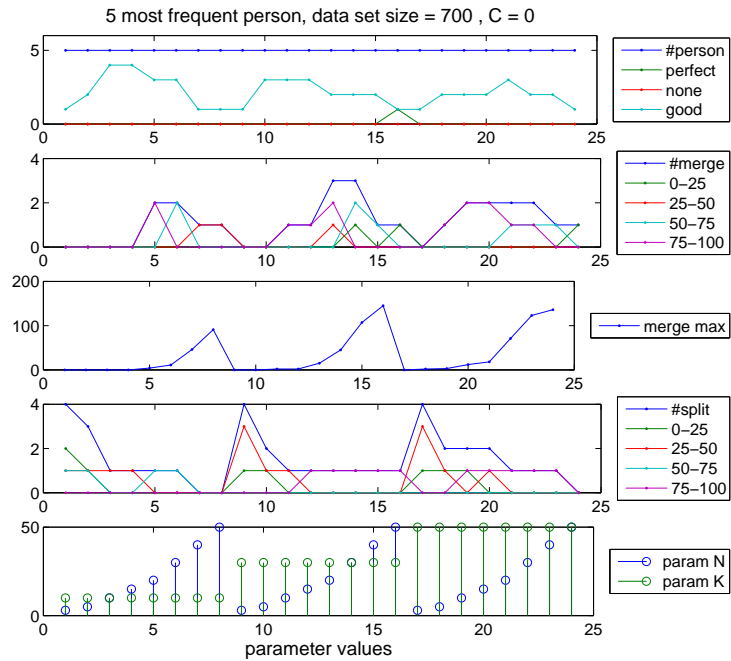 5 most frequent person, data set size = 700 , C = 0
5
0
0 5 10 15 20 25
#person
perfect
none
good
4
2
0
0 5 10 15 20 25
#merge
0−25
25−50
50−75
75−100
200
100
0
0 5 10 15 20 25
merge max
4
2
0
0 5 10 15 20 25
#split
0−25
25−50
50−75
75−100
50
0
0 5 10 15 20 25
parameter values
param N
param K